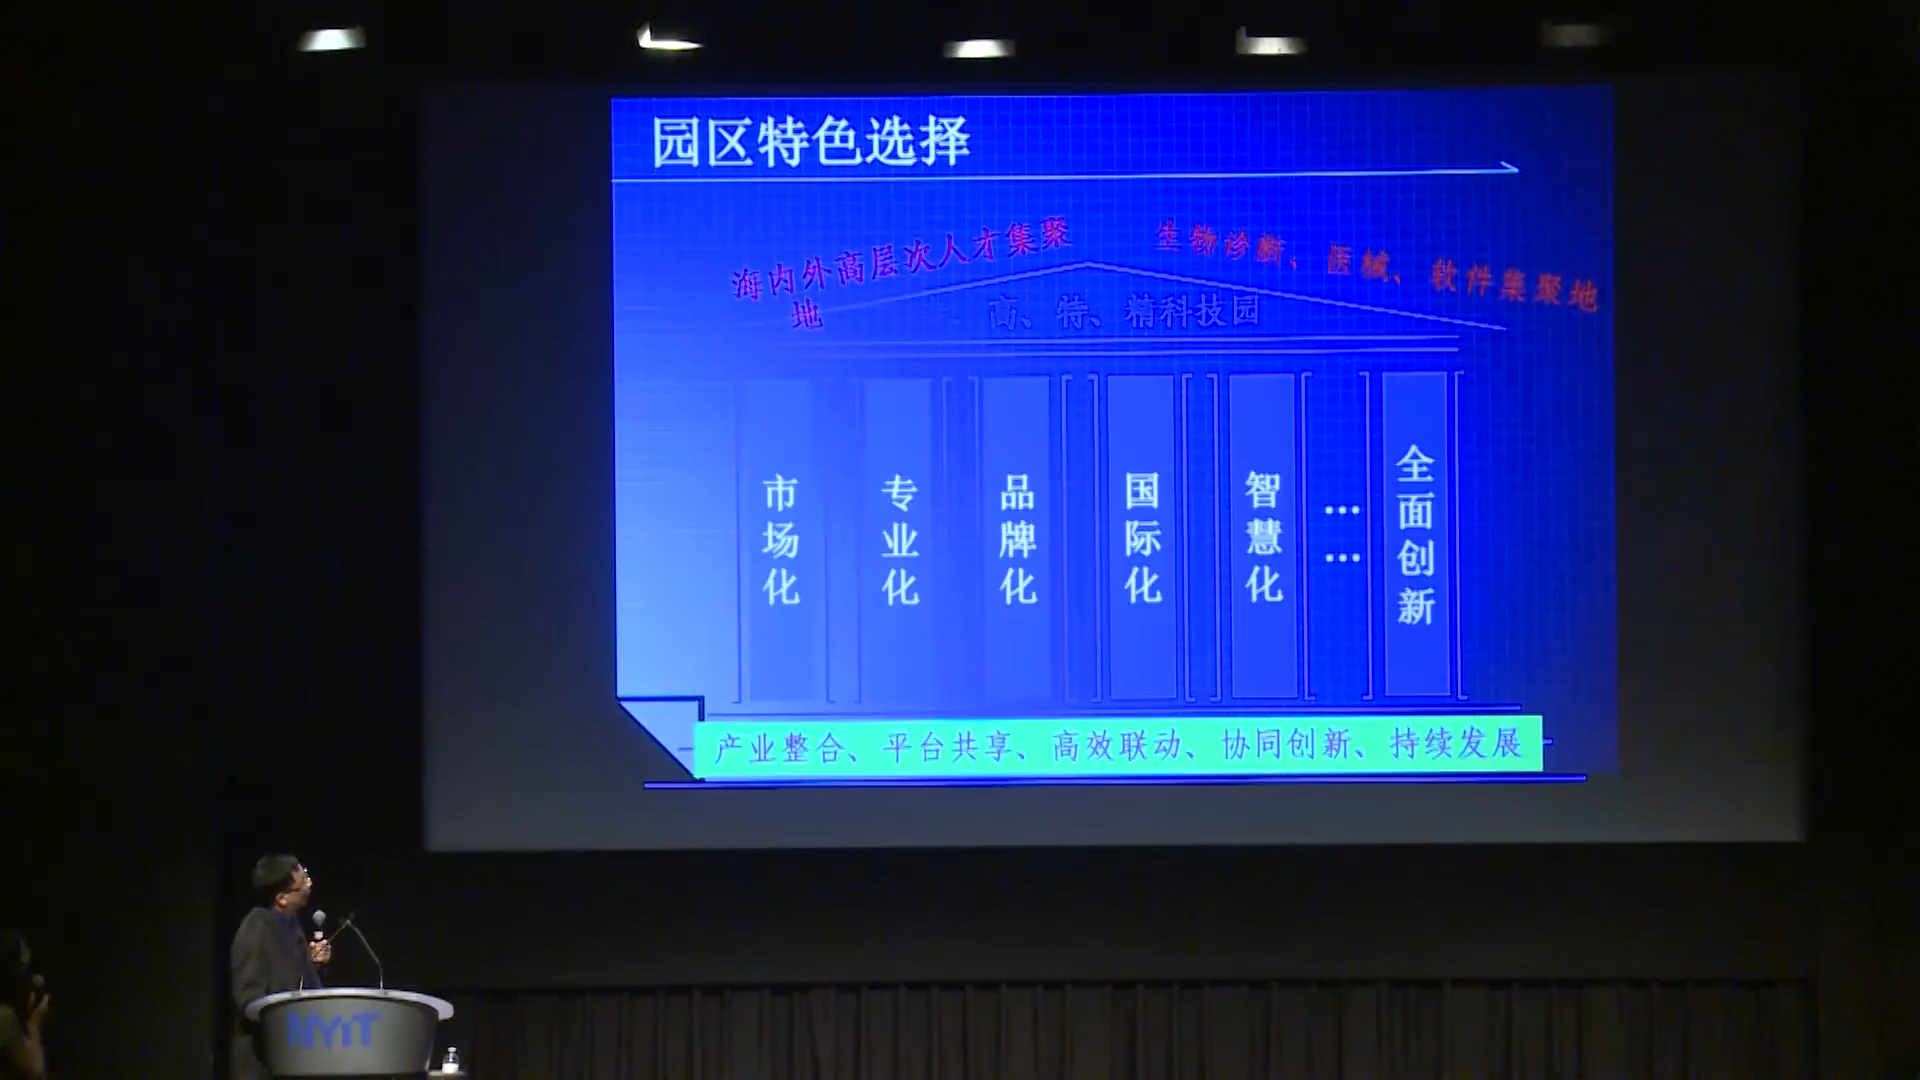 园区特色选择
海内外高层次人才集聚
地
生物诊断、医械、软件集聚地
高、特、精科技园
市场化
专业化
品牌化
国际化
智慧化
……
全面创新
产业整合、平台共享、高效联动、协同创新、持续发展
NYiT